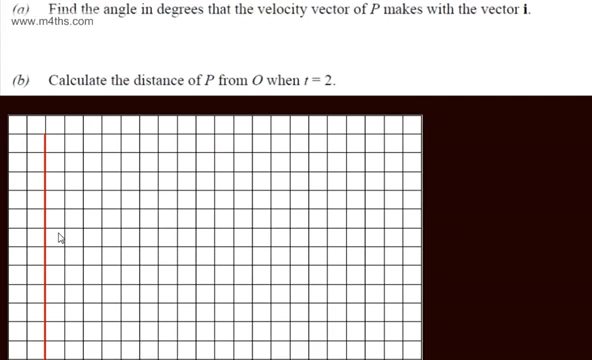 (a) Find the angle in degrees that the velocity vector of P makes with the vector i.
www.m4ths.com
(b) Calculate the distance of P from O when t = 2.